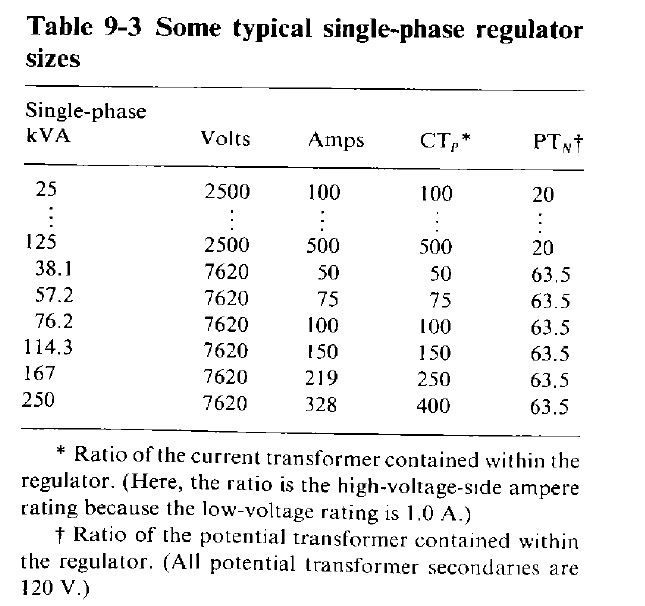 Table 9-3 Some typical single-phase regulator
sizes
Single-phase
kVA Volts Amps CTP* PTN†
25 2500 100 100 20
⋮ ⋮ ⋮ ⋮ ⋮
125 2500 500 500 20
38.1 7620 50 50 63.5
57.2 7620 75 75 63.5
76.2 7620 100 100 63.5
114.3 7620 150 150 63.5
167 7620 219 250 63.5
250 7620 328 400 63.5
* Ratio of the current transformer contained within the
regulator. (Here, the ratio is the high-voltage-side ampere
rating because the low-voltage rating is 1.0 A.)
† Ratio of the potential transformer contained within
the regulator. (All potential transformer secondaries are
120 V.)